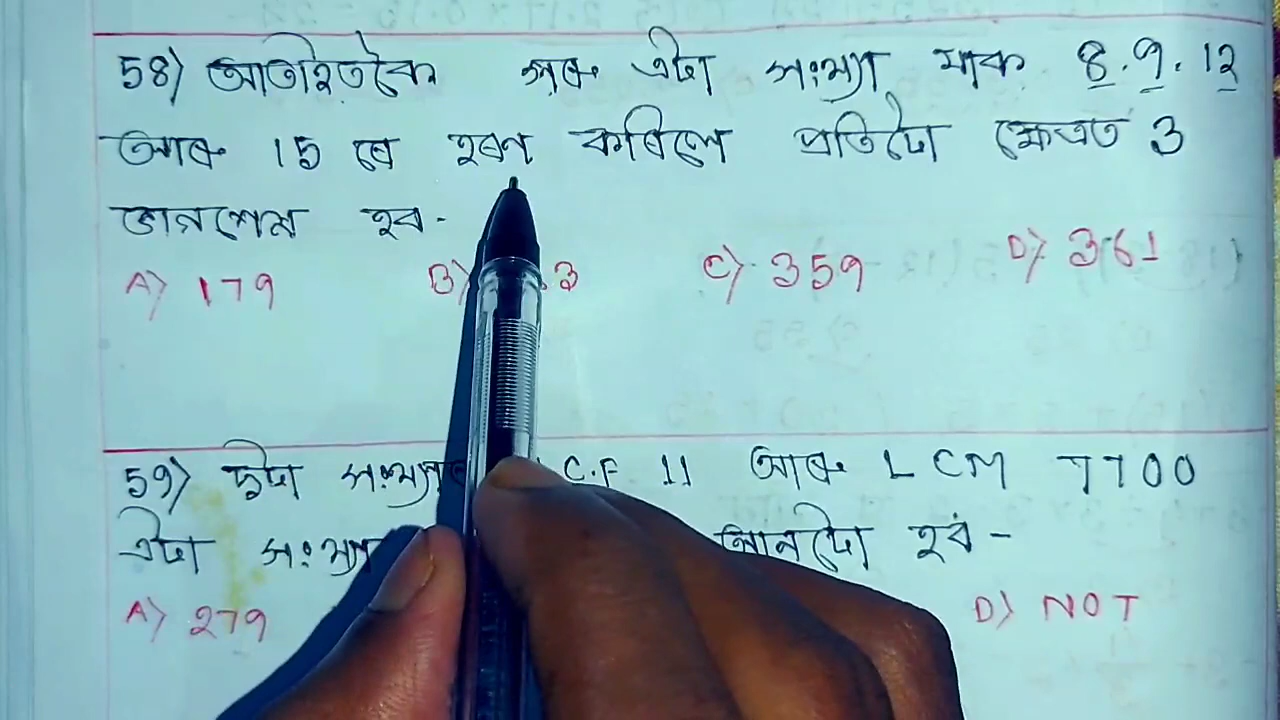 58) আটাইতকৈ সৰু এটা সংখ্যা যাক 8. 9. 12
আৰু 15 ৰে হৰণ কৰিলে প্ৰতিটো ক্ষেত্ৰত 3
ভাগশেষ হব -
A) 179 B) 3 C) 359 D) 361
59) দুটা C.F 11 আৰু LCM 7700
এটা আনটো হব -
A) 279 D) NOT